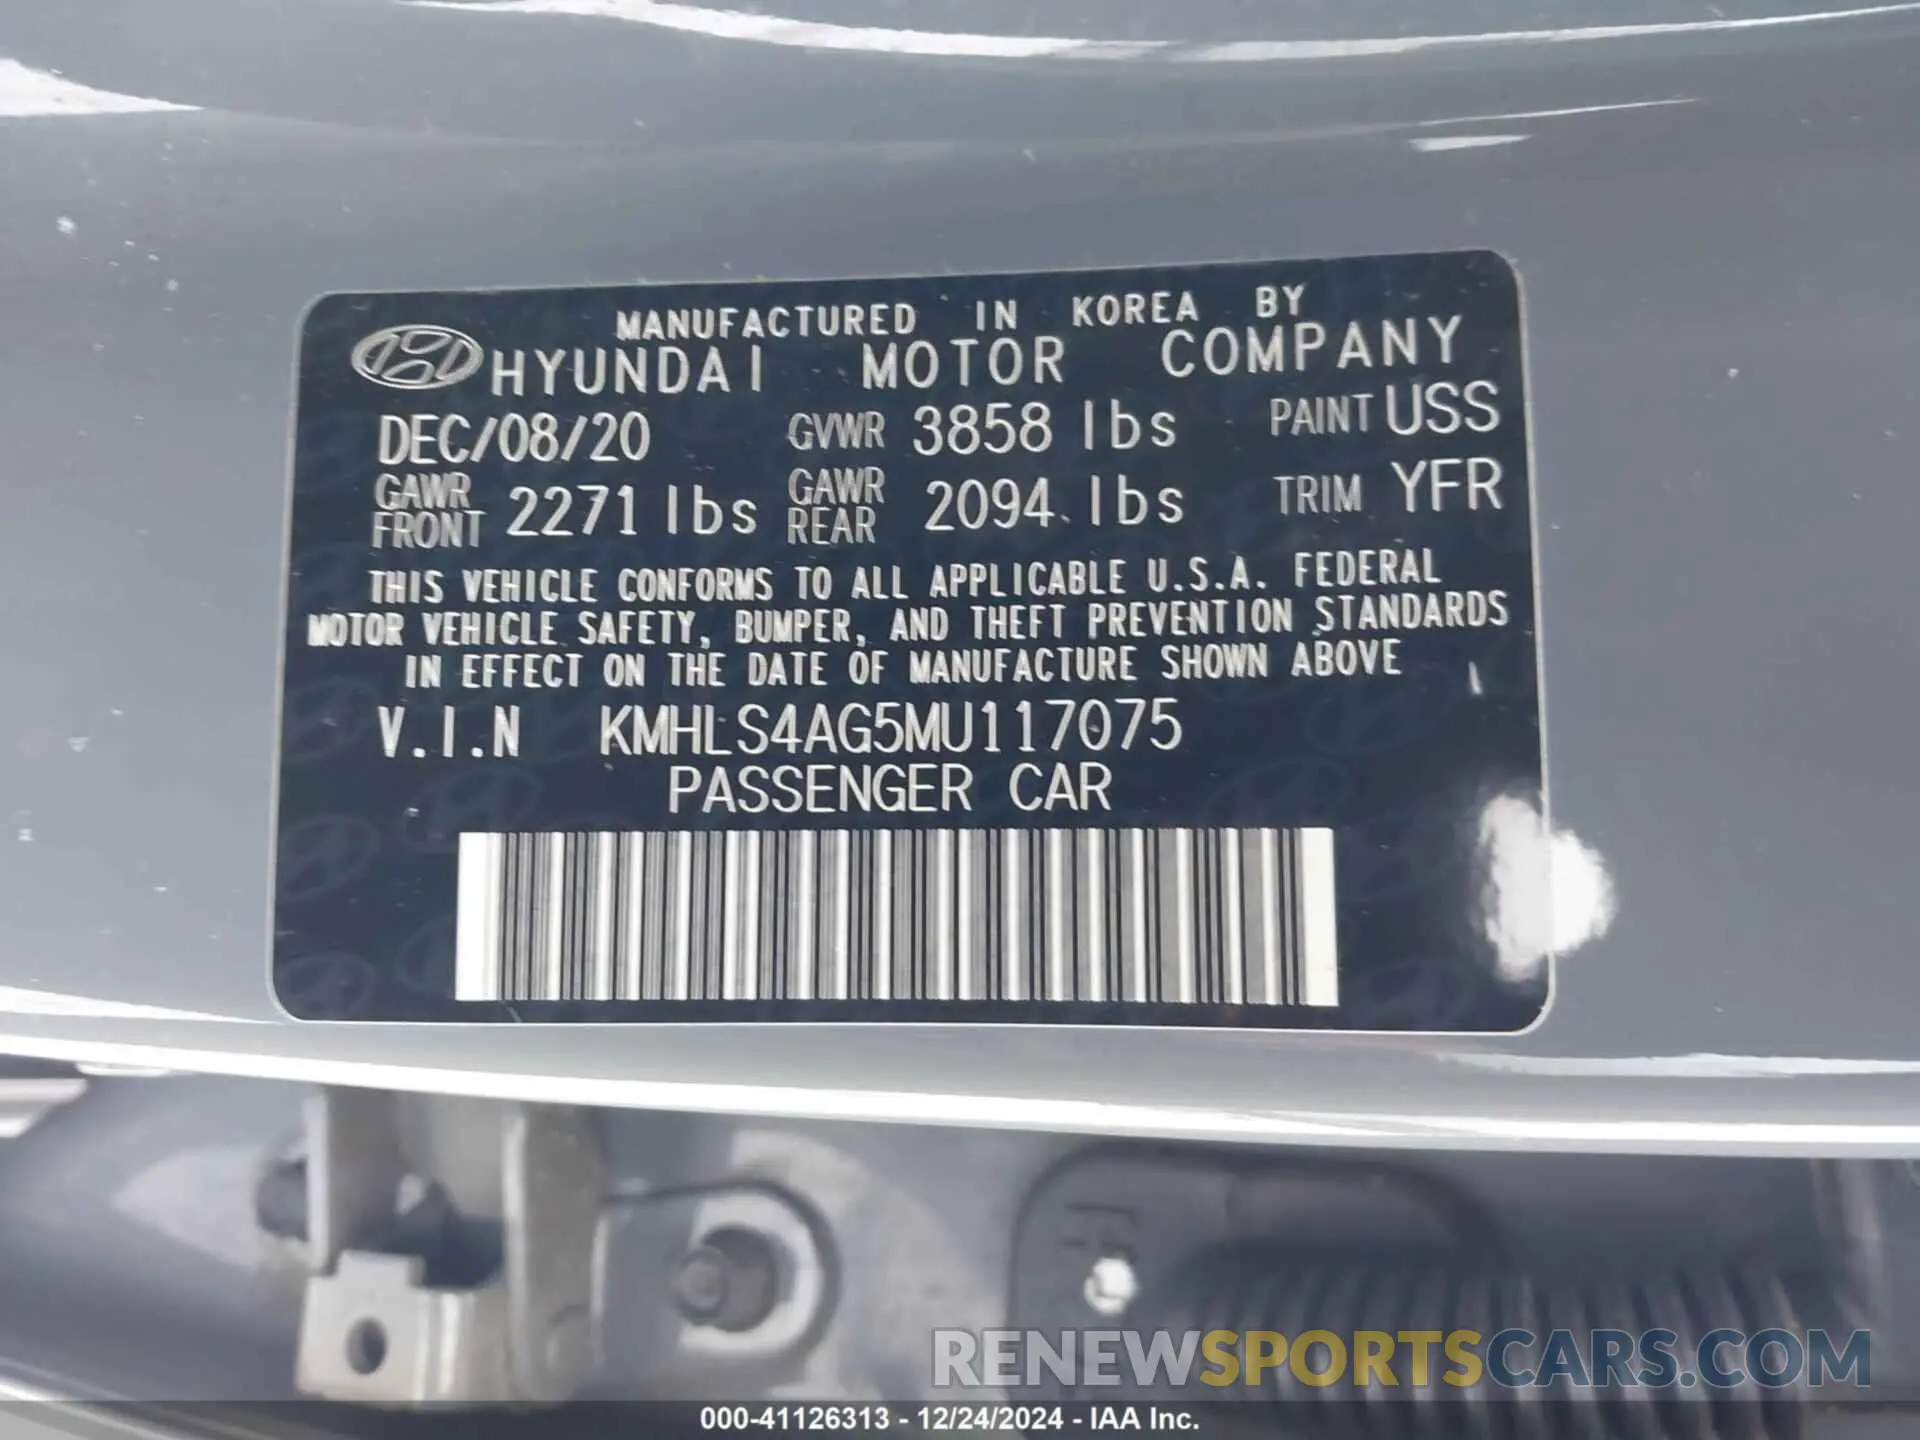 MANUFACTURED IN KOREA BY
HYUNDAI MOTOR COMPANY
DEC/08/20 GVWR 3858 lbs PAINT USS
GAWR FRONT 2271 lbs GAWR REAR 2094 lbs TRIM YFR
THIS VEHICLE CONFORMS TO ALL APPLICABLE U.S.A. FEDERAL
MOTOR VEHICLE SAFETY, BUMPER, AND THEFT PREVENTION STANDARDS
IN EFFECT ON THE DATE OF MANUFACTURE SHOWN ABOVE
V.I.N KMHLS4AG5MU117075
PASSENGER CAR
RENEWSPORTSCARS.COM
000-41126313 - 12/24/2024 - IAA Inc.